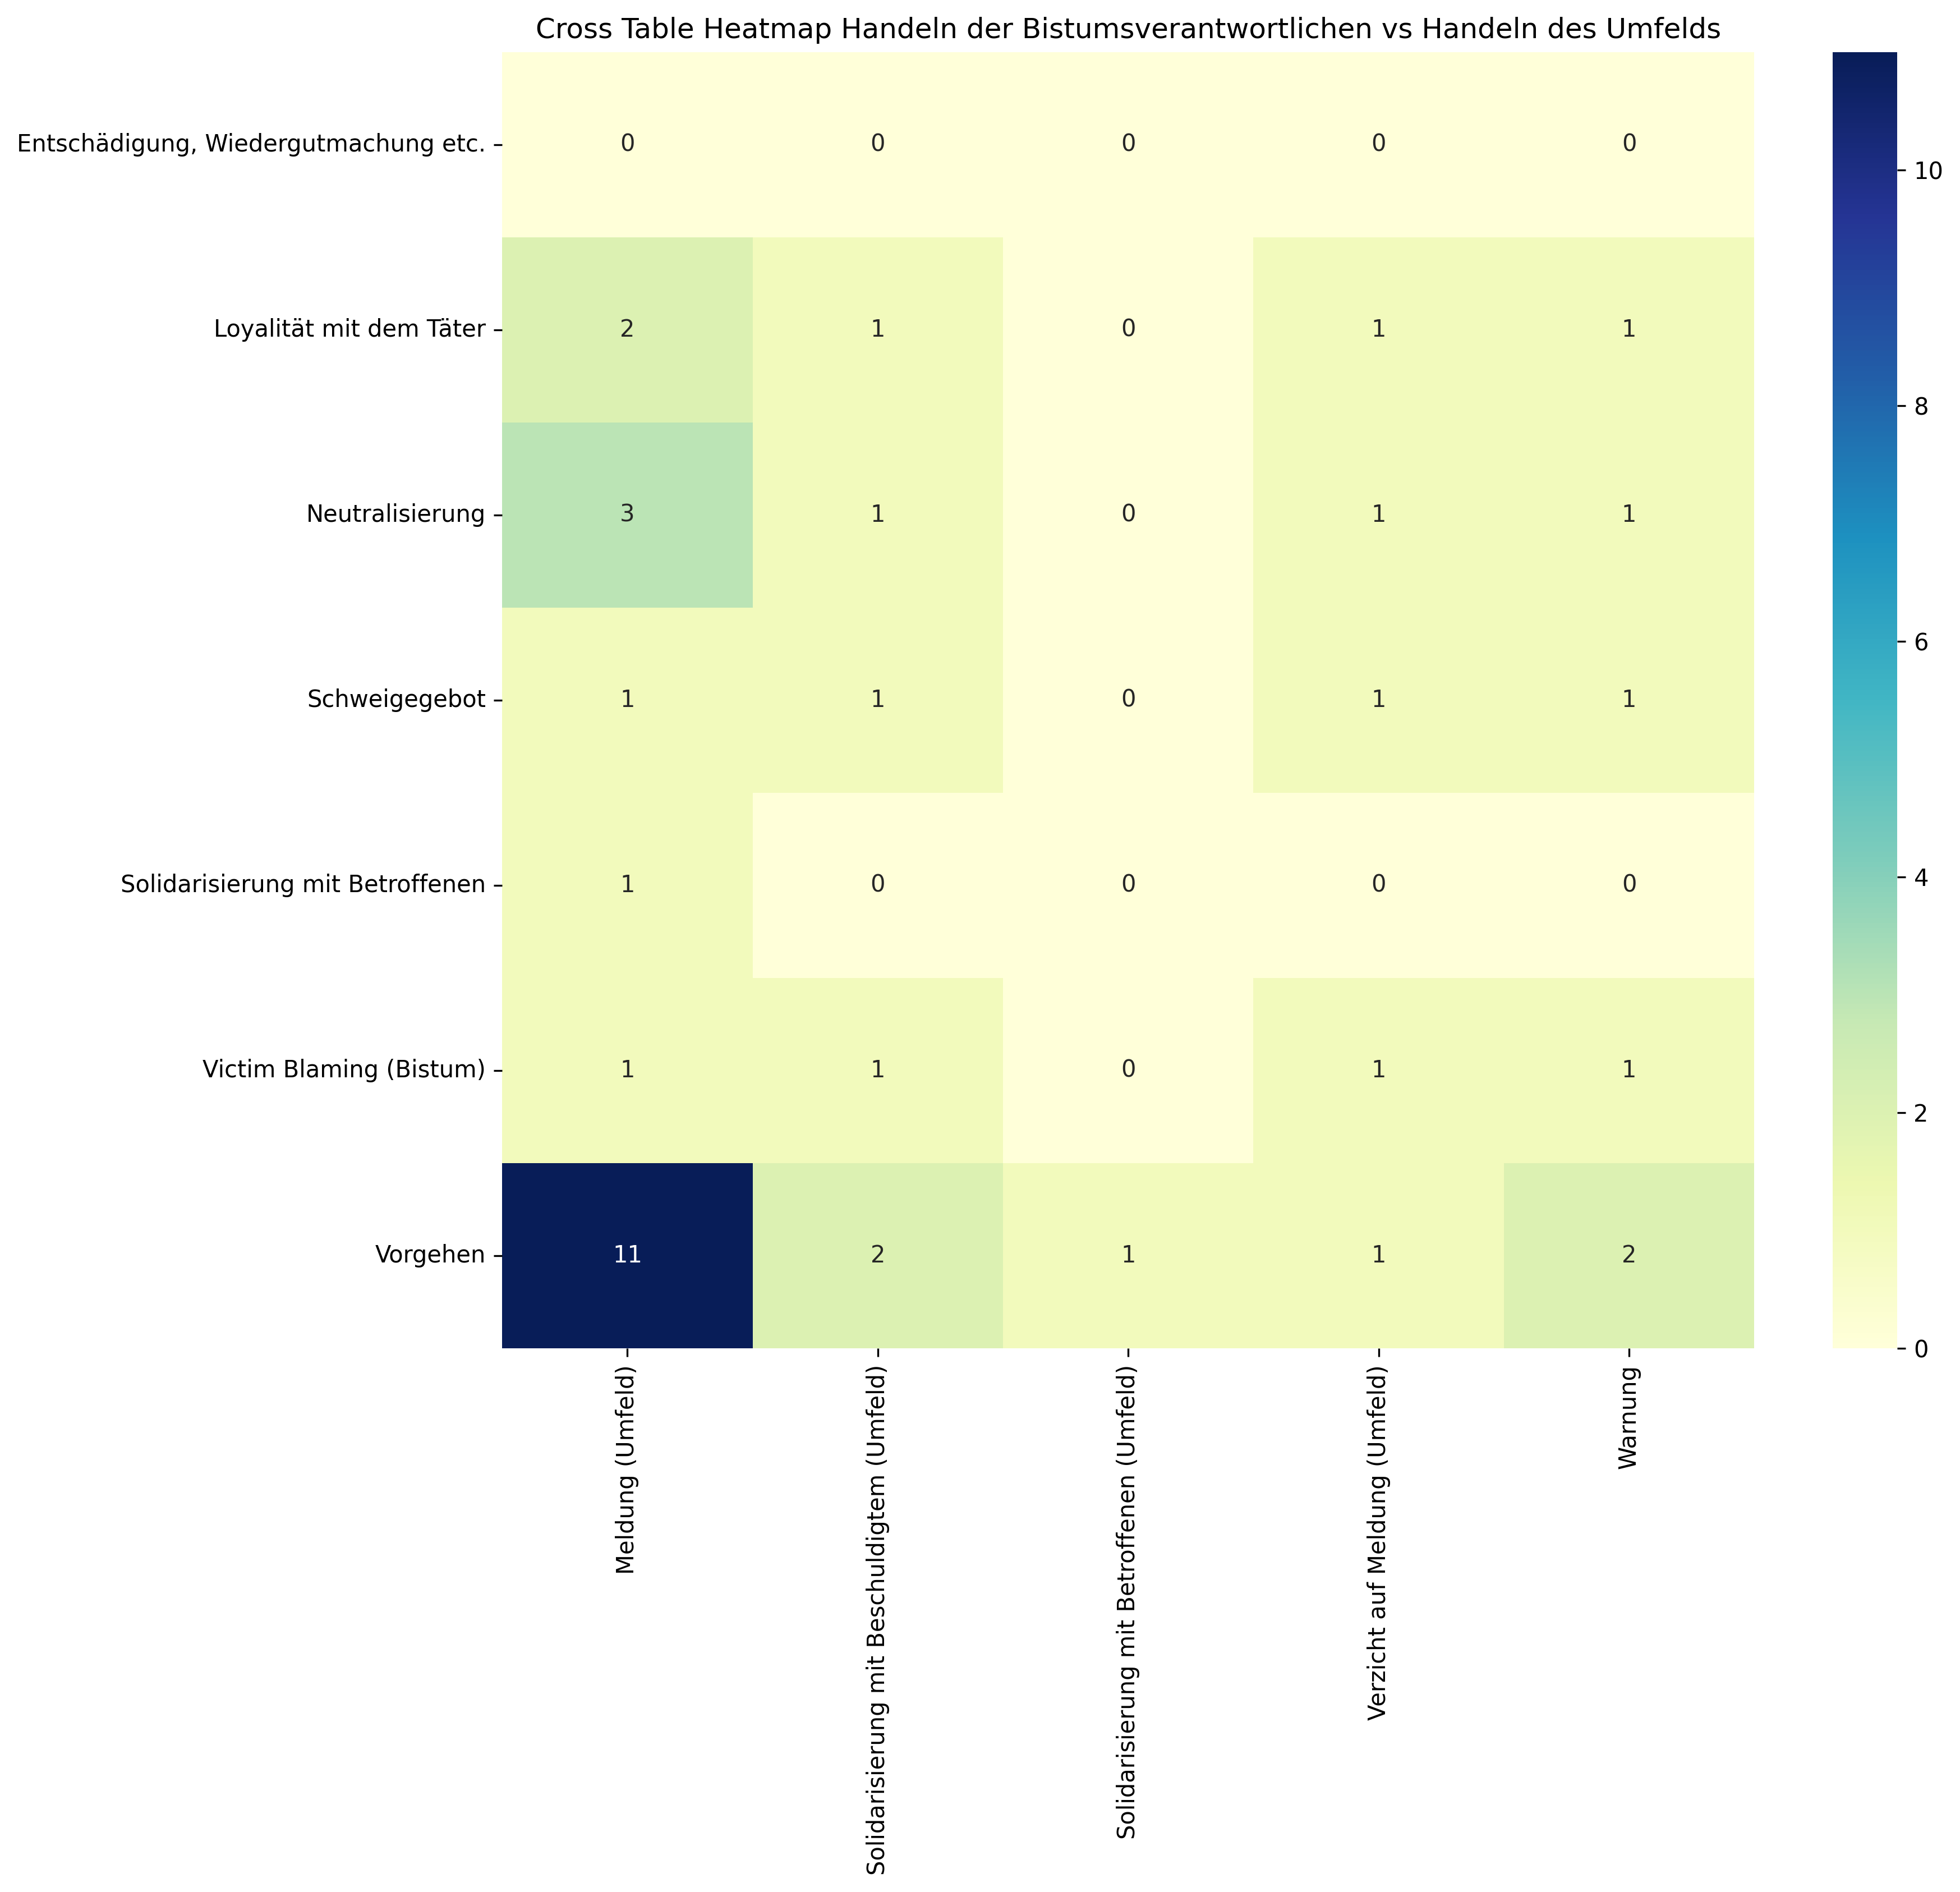 Cross Table Heatmap Handeln der Bistumsverantwortlichen vs Handeln des Umfelds
Entschädigung, Wiedergutmachung etc. 0 0 0 0 0
Loyalität mit dem Täter 2 1 0 1 1
Neutralisierung 3 1 0 1 1
Schweigegebot 1 1 0 1 1
Solidarisierung mit Betroffenen 1 0 0 0 0
Victim Blaming (Bistum) 1 1 0 1 1
Vorgehen 11 2 1 1 2
Meldung (Umfeld)
Solidarisierung mit Beschuldigtem (Umfeld)
Solidarisierung mit Betroffenen (Umfeld)
Verzicht auf Meldung (Umfeld)
Warnung
10
8
6
4
2
0